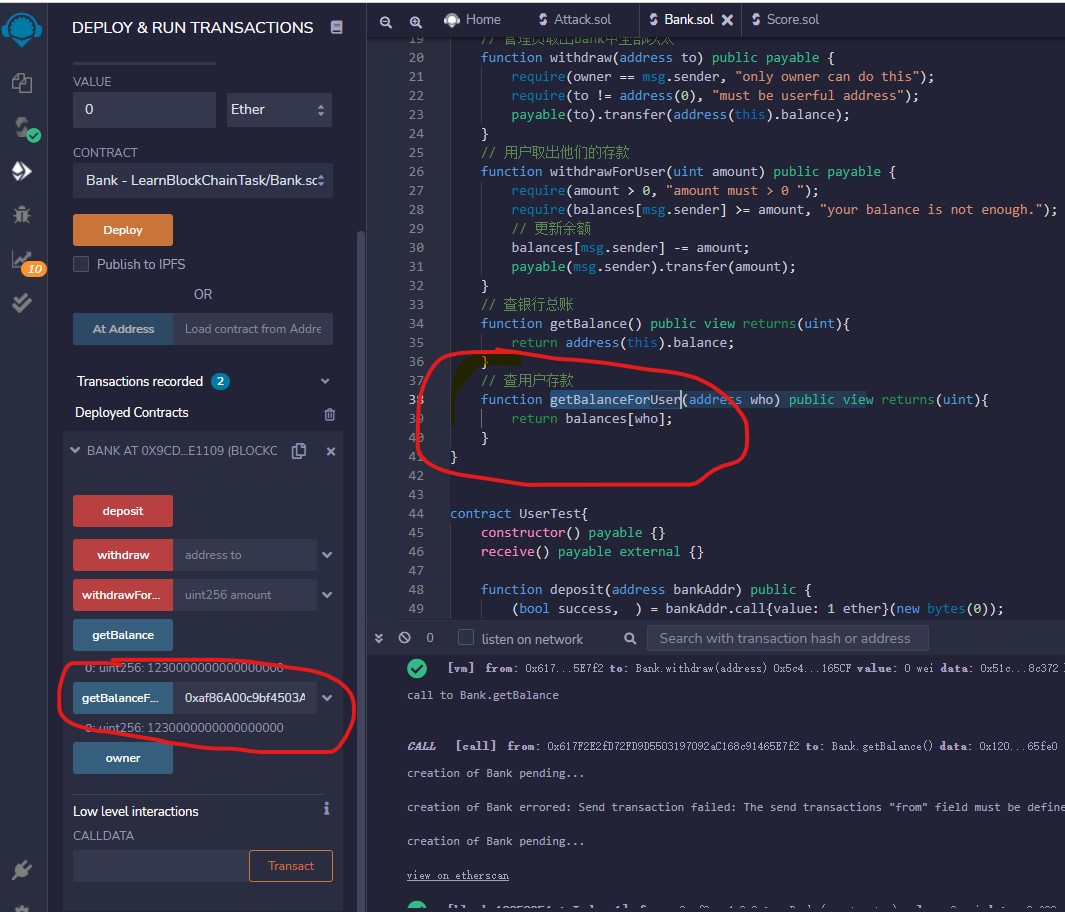 DEPLOY & RUN TRANSACTIONS
VALUE
0
Ether
CONTRACT
Bank - LearnBlockChainTask/Bank.sc
Deploy
Publish to IPFS
10
OR
At Address
Load contract from Addre
Transactions recorded 2
Deployed Contracts
BANK AT 0X9CD...E1109 (BLOCKC
deposit
withdraw
address to
withdrawFor...
uint256 amount
getBalance
0: uint256: 1230000000000000000
getBalanceF...
0xaf86A00c9bf4503A
0: uint256: 1230000000000000000
owner
Low level interactions
i
CALLDATA
Transact
Home
Attack.sol
Bank.sol
Score.sol
19 // 管理员取出bank中全部以太
20 function withdraw(address to) public payable {
21 require(owner == msg.sender, "only owner can do this");
22 require(to != address(0), "must be userful address");
23 payable(to).transfer(address(this).balance);
24 }
25 // 用户取出他们的存款
26 function withdrawForUser(uint amount) public payable {
27 require(amount > 0, "amount must > 0 ");
28 require(balances[msg.sender] >= amount, "your balance is not enough.");
29 // 更新余额
30 balances[msg.sender] -= amount;
31 payable(msg.sender).transfer(amount);
32 }
33 // 查银行总账
34 function getBalance() public view returns(uint){
35 return address(this).balance;
36 }
37 // 查用户存款
38 function getBalanceForUser(address who) public view returns(uint){
39 return balances[who];
40 }
41 }
42
43
44 contract UserTest{
45 constructor() payable {}
46 receive() payable external {}
47
48 function deposit(address bankAddr) public {
49 (bool success, ) = bankAddr.call{value: 1 ether}(new bytes(0));
0
listen on network
Search with transaction hash or address
[vm] from: 0x617...5E7f2 to: Bank.withdraw(address) 0x5c4...165CF value: 0 wei data: 0x51c...8c372
call to Bank.getBalance
CALL [call] from: 0x617F2E2fD72FD9D5503197092aC168c91465E7f2 to: Bank.getBalance() data: 0x120...65fe0
creation of Bank pending...
creation of Bank errored: Send transaction failed: The send transactions "from" field must be define
creation of Bank pending...
view on etherscan